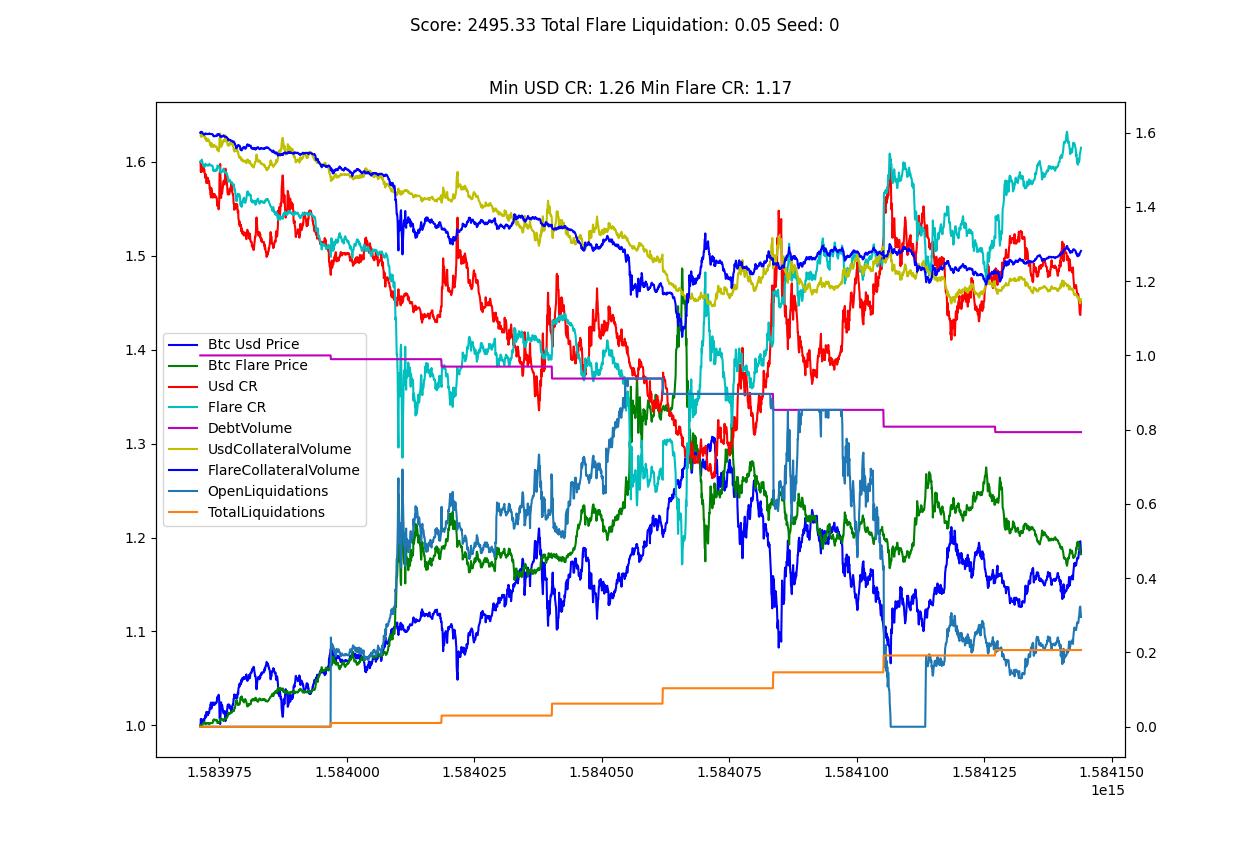 Score: 2495.33 Total Flare Liquidation: 0.05 Seed: 0
Min USD CR: 1.26 Min Flare CR: 1.17
1.6
1.5
1.4
1.3
1.2
1.1
1.0
Btc Usd Price
Btc Flare Price
Usd CR
Flare CR
DebtVolume
UsdCollateralVolume
FlareCollateralVolume
OpenLiquidations
TotalLiquidations
1.6
1.4
1.2
1.0
0.8
0.6
0.4
0.2
0.0
1.583975 1.584000 1.584025 1.584050 1.584075 1.584100 1.584125 1.584150
1e15